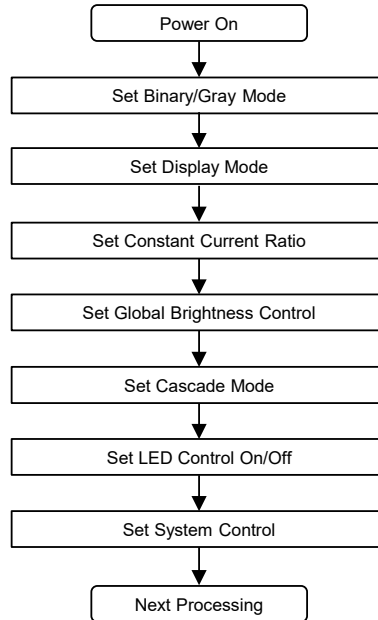 Power On
Set Binary/Gray Mode
Set Display Mode
Set Constant Current Ratio
Set Global Brightness Control
Set Cascade Mode
Set LED Control On/Off
Set System Control
Next Processing